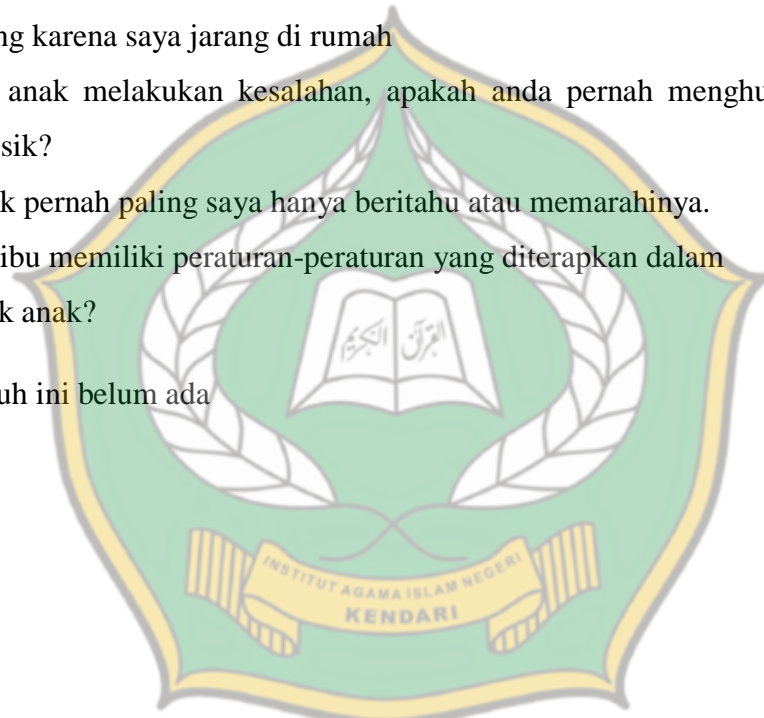 ng karena saya jarang di rumah
anak melakukan kesalahan, apakah anda pernah menghu
sik?
k pernah paling saya hanya beritahu atau memarahinya.
ibu memiliki peraturan-peraturan yang diterapkan dalam
k anak?
القرآن الكريم
uh ini belum ada
INSTITUT AGAMA ISLAM NEGERI
KENDARI